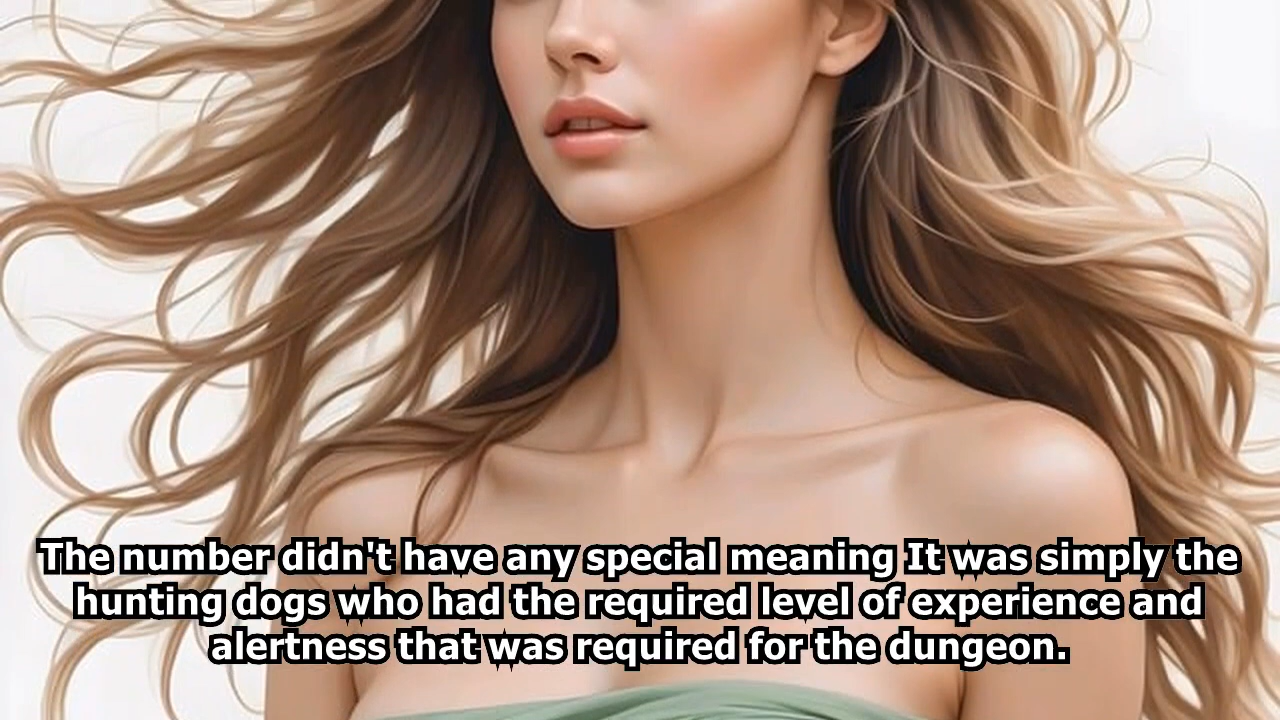 The number didn't have any special meaning It was simply the
hunting dogs who had the required level of experience and
alertness that was required for the dungeon.